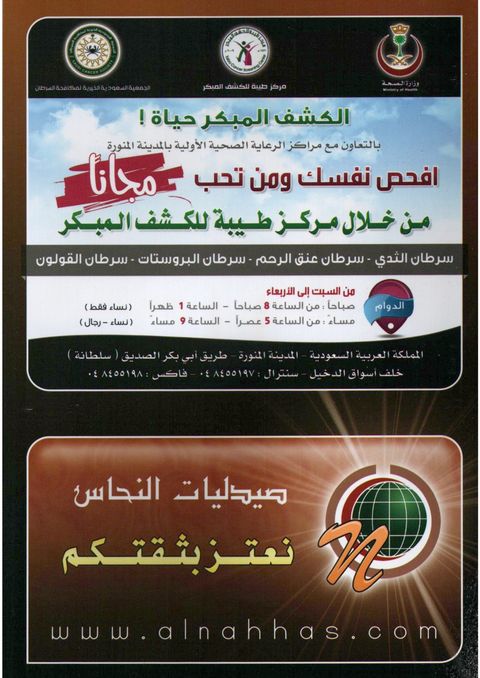 وزارة الصحة
Ministry of Health
مركز طيبة للكشف المبكر
الجمعية السعودية الخيرية لمكافحة السرطان
الكشف المبكر حياة !
بالتعاون مع مراكز الرعاية الصحية الأولية بالمدينة المنورة
افحص نفسك ومن تحب مجاناً
من خلال مركز طيبة للكشف المبكر
سرطان الثدي - سرطان عنق الرحم - سرطان البروستات - سرطان القولون
الدوام
من السبت إلى الأربعاء
صباحاً : من الساعة 8 صباحاً - الساعة 1 ظهراً ( نساء فقط )
مساءً : من الساعة 5 عصراً - الساعة 9 مساءً ( نساء - رجال )
المملكة العربية السعودية - المدينة المنورة - طريق أبي بكر الصديق ( سلطانة )
خلف أسواق الدخيل - سنترال : ٠٤ ٨٤٥٥١٩٧ - فاكس : ٠٤ ٨٤٥٥١٩٨
صيدليات النحاس
نعتز بثقتكم
n
www.alnahhas.com